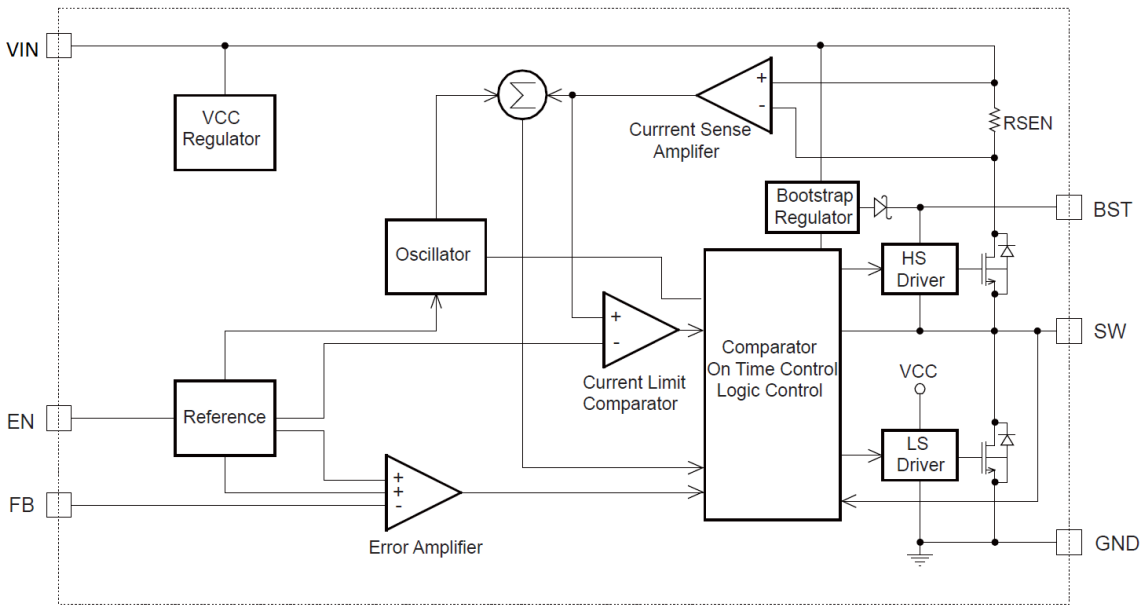 VIN
VCC
Regulator
Σ
+
-
Currrent Sense
Amplifer
RSEN
Bootstrap
Regulator
BST
Oscillator
HS
Driver
+
-
Current Limit
Comparator
Comparator
On Time Control
Logic Control
SW
VCC
EN
Reference
LS
Driver
FB
+
+
-
Error Amplifier
GND